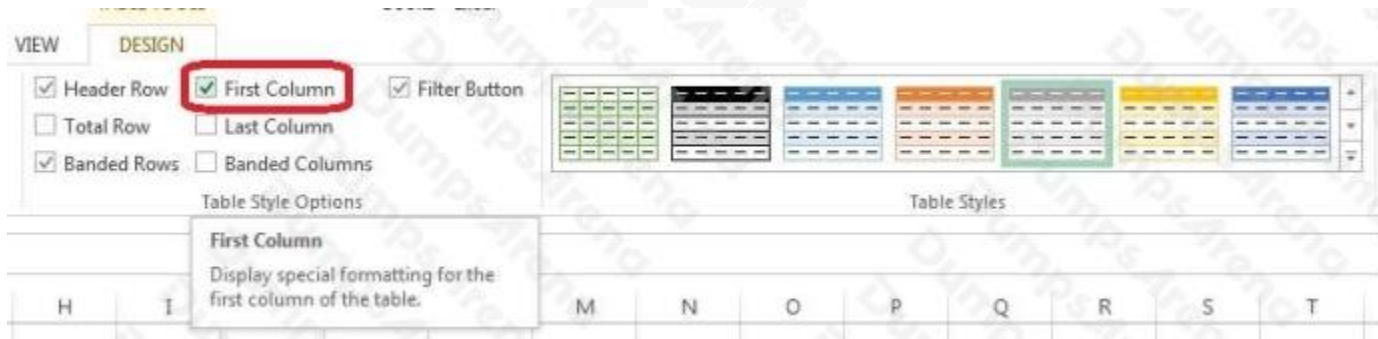 VIEW DESIGN
Header Row First Column Filter Button
Total Row Last Column
Banded Rows Banded Columns
Table Style Options Table Styles
First Column
Display special formatting for the
first column of the table.
H I M N O P Q R S T
DumpsArena